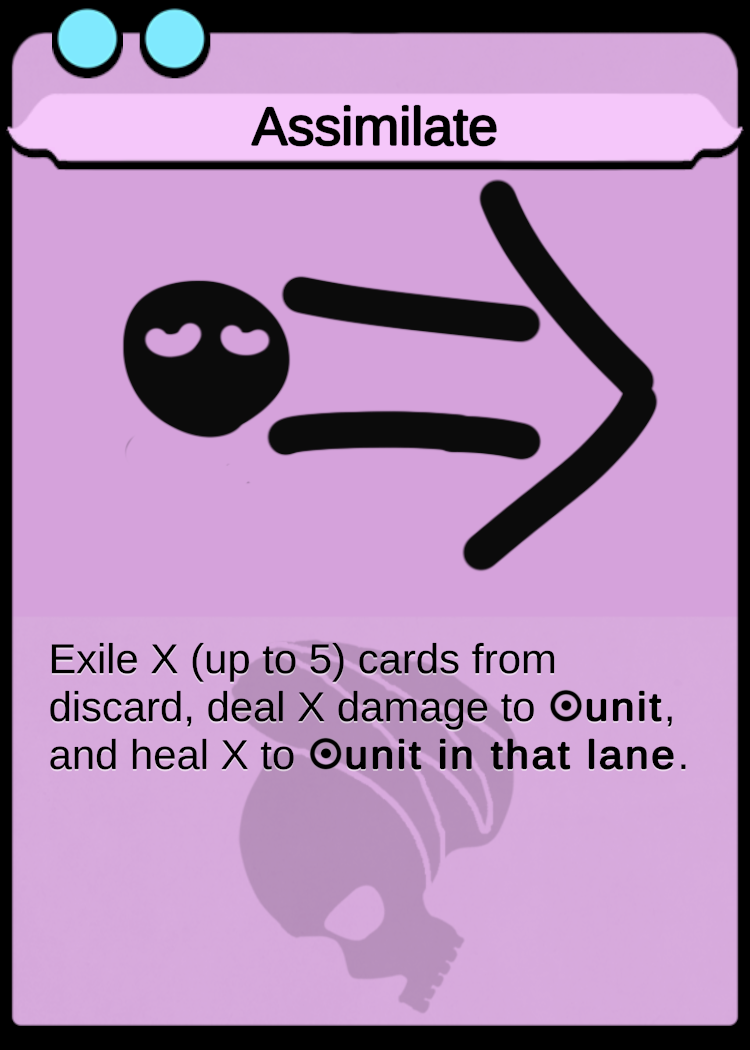 Assimilate
Exile X (up to 5) cards from
discard, deal X damage to ⊙unit,
and heal X to ⊙unit in that lane.